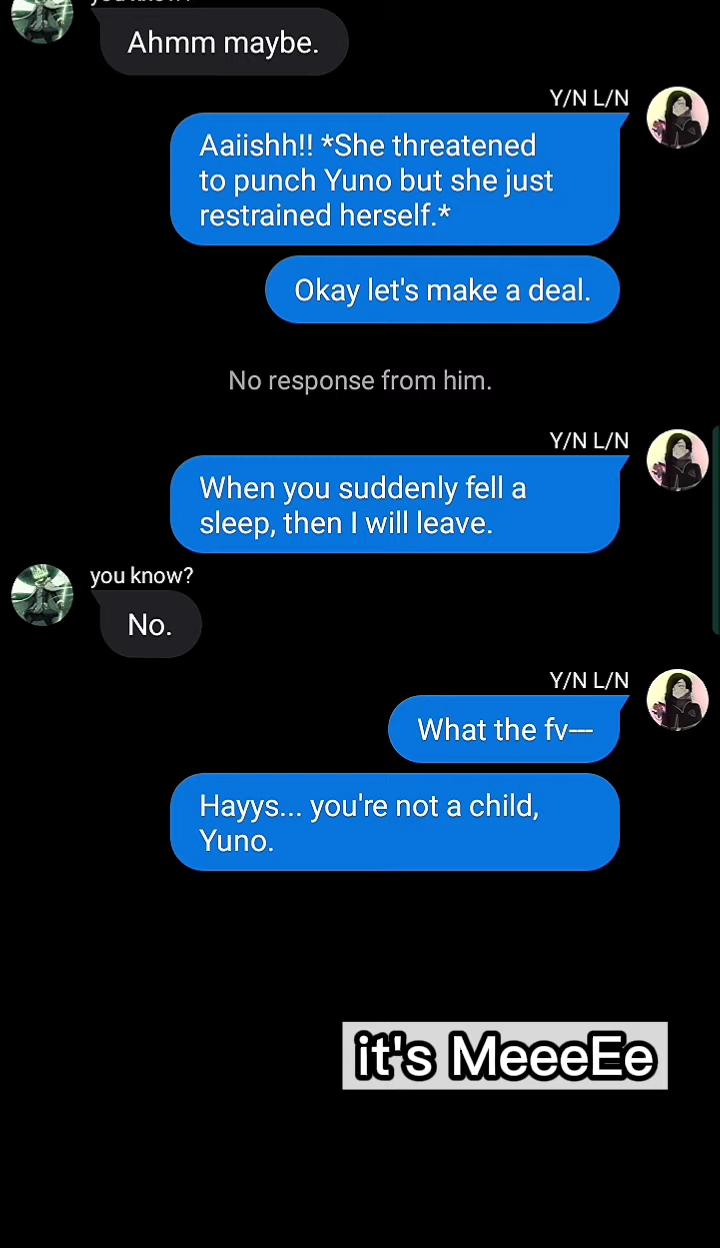 Ahmm maybe.
Y/N L/N
Aaiishh!! *She threatened
to punch Yuno but she just
restrained herself.*
Okay let's make a deal.
No response from him.
Y/N L/N
When you suddenly fell a
sleep, then I will leave.
you know?
No.
Y/N L/N
What the fv---
Hayys... you're not a child,
Yuno.
it's MeeeEe